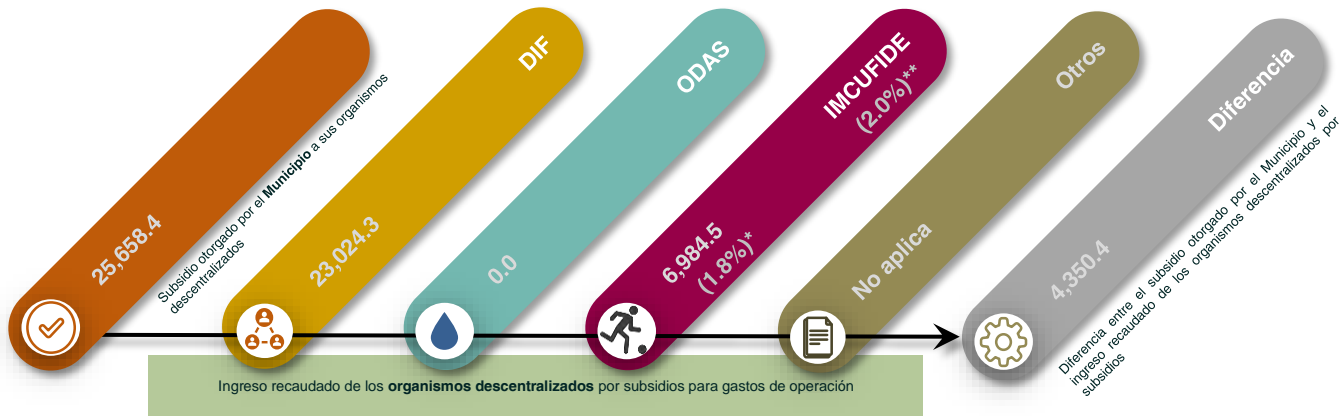 25,658.4
Subsidio otorgado por el Municipio a sus organismos
descentralizados
DIF
23,024.3
ODAS
0.0
IMCUFIDE
(2.0%)**
6,984.5
(1.8%)*
Otros
No aplica
Diferencia
4,350.4
Diferencia entre el subsidio otorgado por el Municipio y el
ingreso recaudado de los organismos descentralizados por
subsidios
Ingreso recaudado de los organismos descentralizados por subsidios para gastos de operación